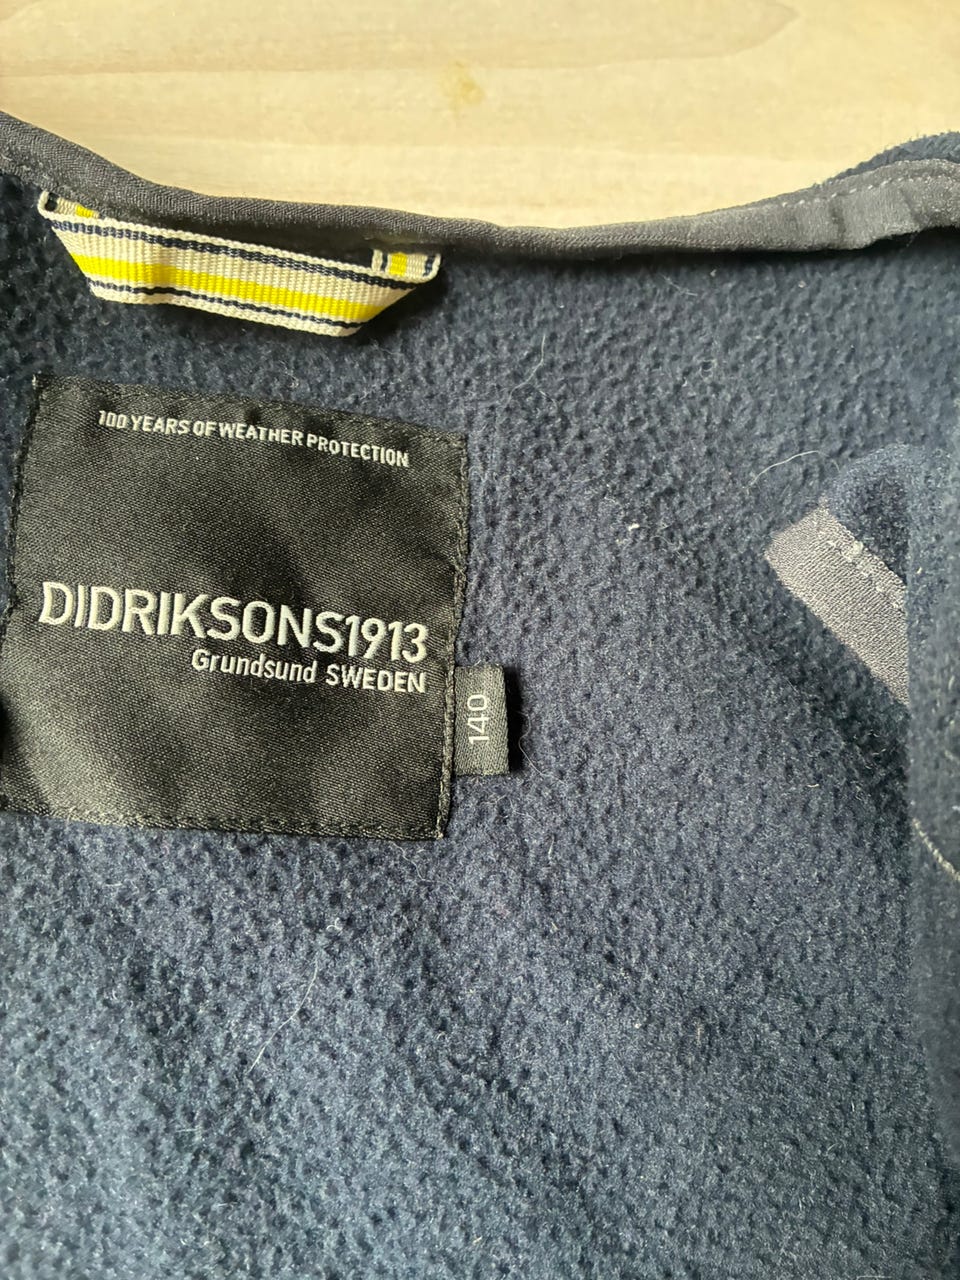 100 YEARS OF WEATHER PROTECTION
DIDRIKSONS1913
Grundsund SWEDEN
140